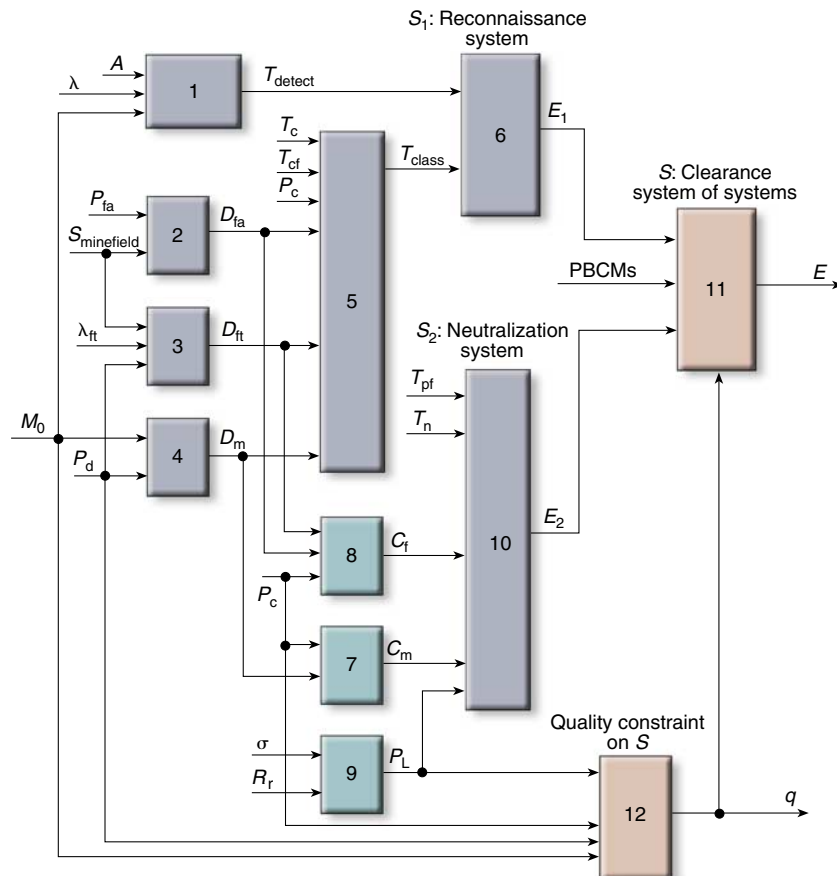 S1: Reconnaissance
system
A
λ
1
Tdetect
Tc
Tcf
Pc
Tclass
6
E1
S: Clearance
system of systems
Pfa
2
Dfa
Sminefield
5
PBCMs
11
E
λft
3
Dft
S2: Neutralization
system
Tpf
Tn
M0
Pd
4
Dm
8
Cf
10
E2
Pc
7
Cm
Quality constraint
on S
σ
Rr
9
PL
12
q